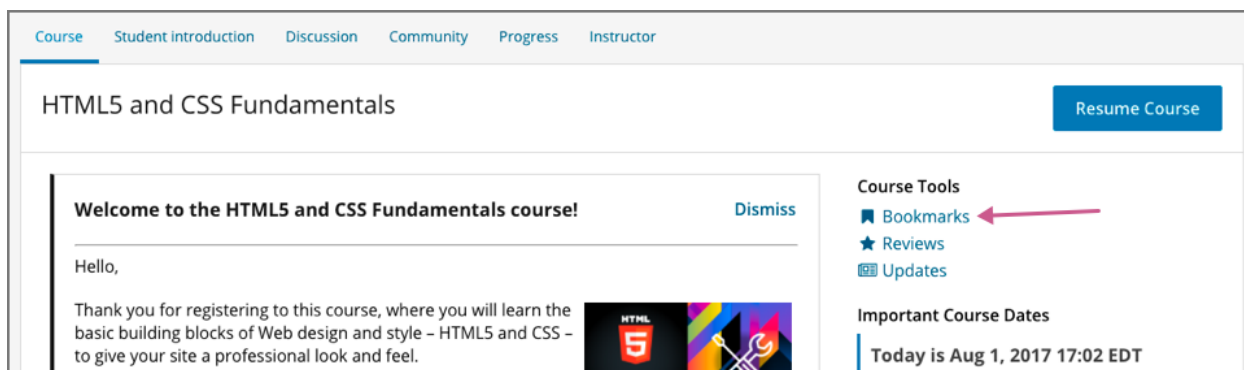 Course Student introduction Discussion Community Progress Instructor
HTML5 and CSS Fundamentals
Resume Course
Welcome to the HTML5 and CSS Fundamentals course!
Dismiss
Hello,
Thank you for registering to this course, where you will learn the
basic building blocks of Web design and style – HTML5 and CSS –
to give your site a professional look and feel.
HTML
5
Course Tools
Bookmarks
Reviews
Updates
Important Course Dates
Today is Aug 1, 2017 17:02 EDT